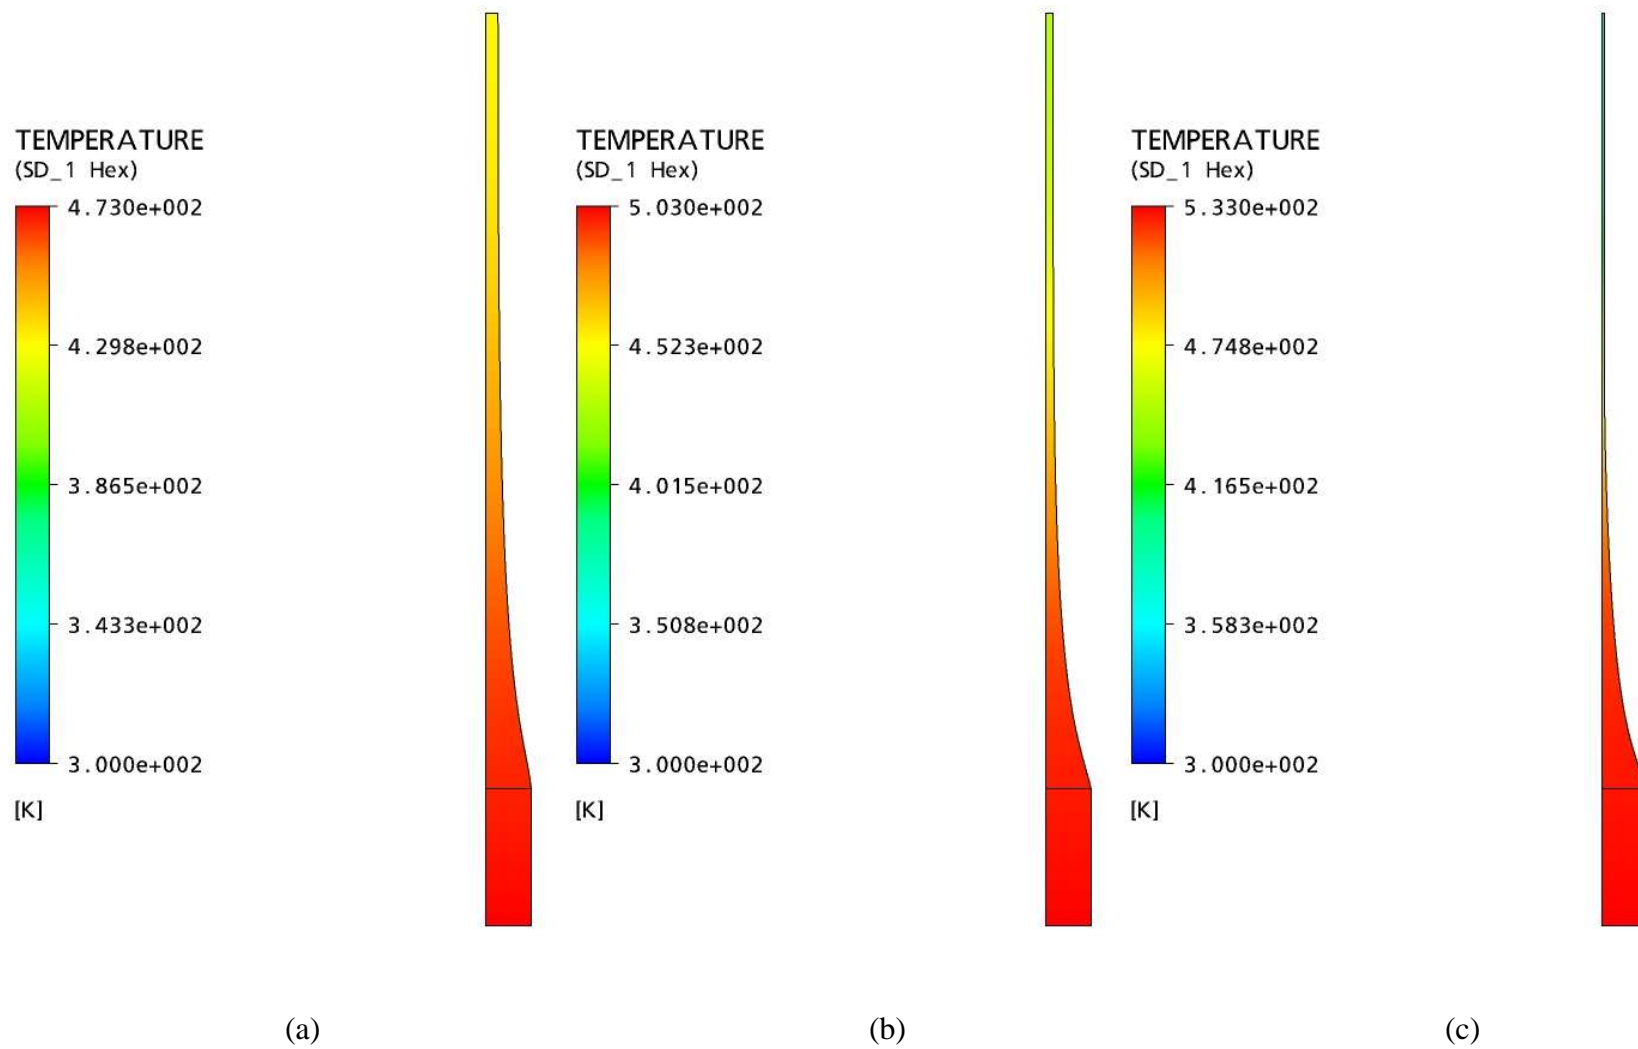 TEMPERATURE
(SD_1 Hex)
4.730e+002
4.298e+002
3.865e+002
3.433e+002
3.000e+002
[K]
(a)
TEMPERATURE
(SD_1 Hex)
5.030e+002
4.523e+002
4.015e+002
3.508e+002
3.000e+002
[K]
(b)
TEMPERATURE
(SD_1 Hex)
5.330e+002
4.748e+002
4.165e+002
3.583e+002
3.000e+002
[K]
(c)